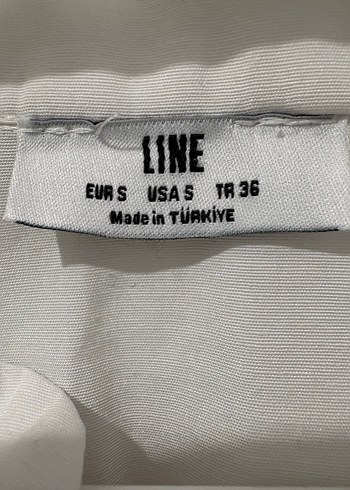 LINE
EUR S USA S TR 36
Made in TÜRKİYE